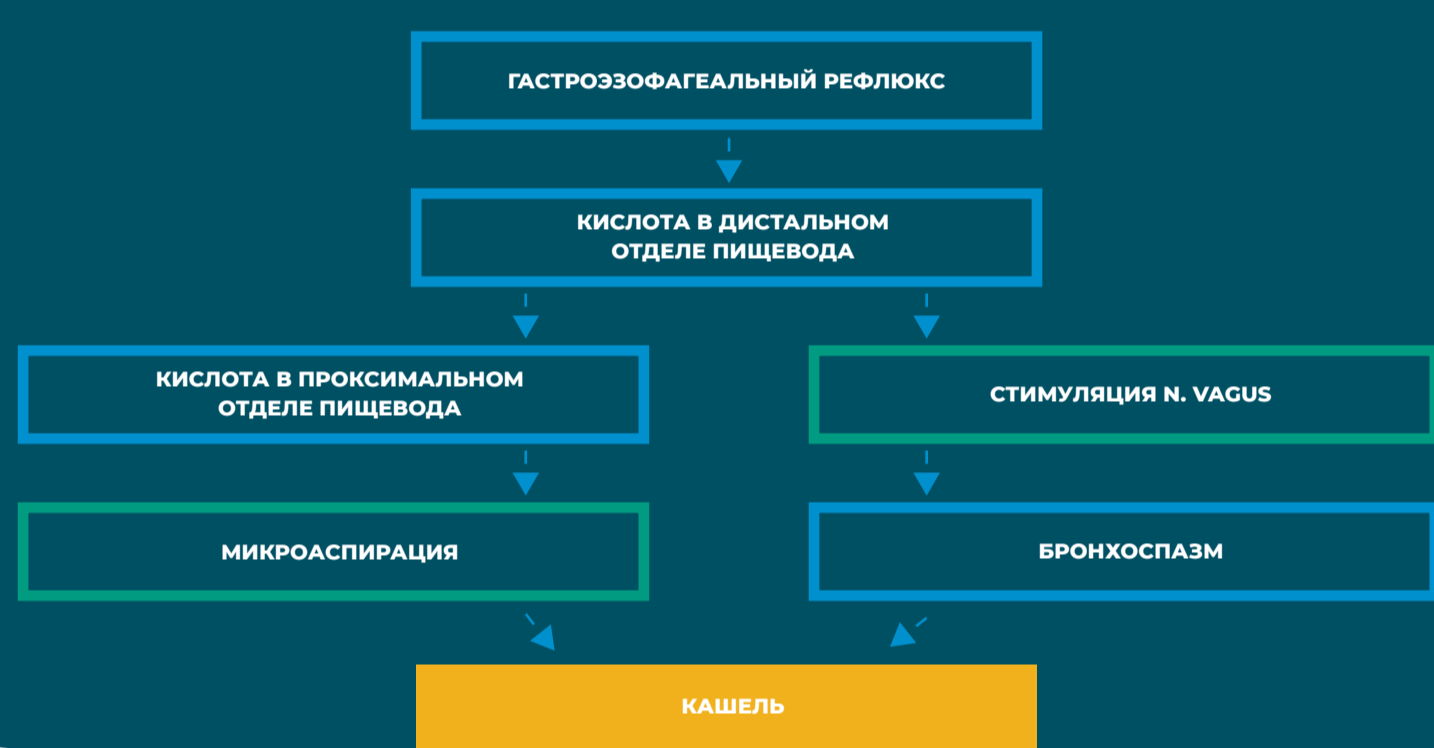 ГАСТРОЭЗОФАГЕАЛЬНЫЙ РЕФЛЮКС
КИСЛОТА В ДИСТАЛЬНОМ
ОТДЕЛЕ ПИЩЕВОДА
КИСЛОТА В ПРОКСИМАЛЬНОМ
ОТДЕЛЕ ПИЩЕВОДА
СТИМУЛЯЦИЯ N. VAGUS
МИКРОАСПИРАЦИЯ
БРОНХОСПАЗМ
КАШЕЛЬ